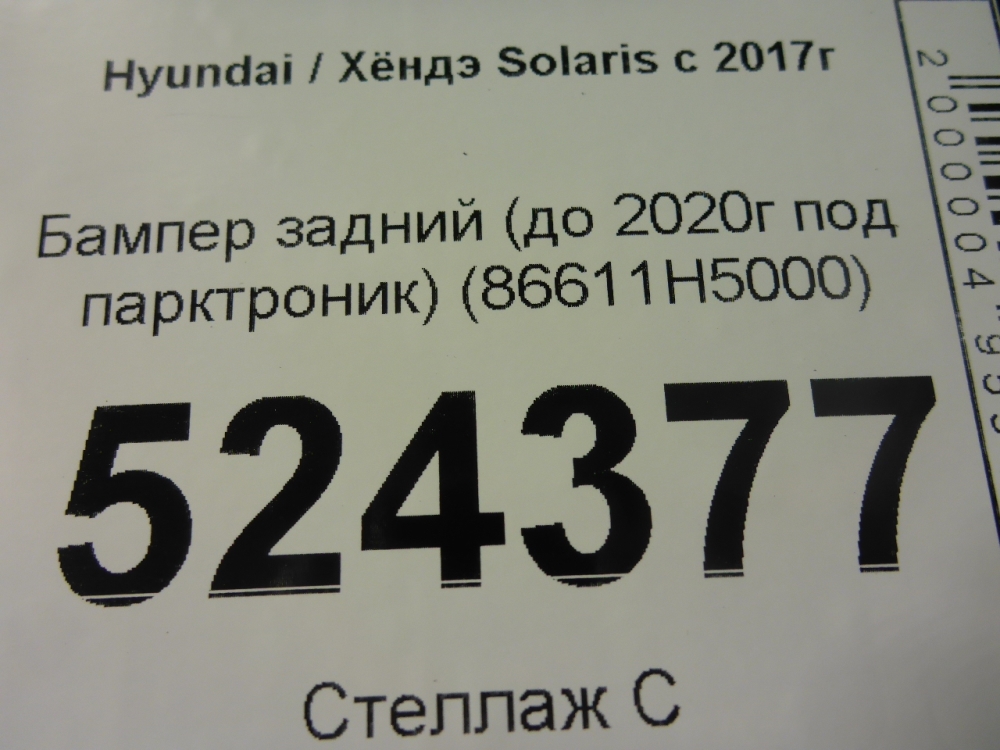 Hyundai / Хёндэ Solaris с 2017г
Бампер задний (до 2020г под
парктроник) (86611H5000)
524377
Стеллаж С